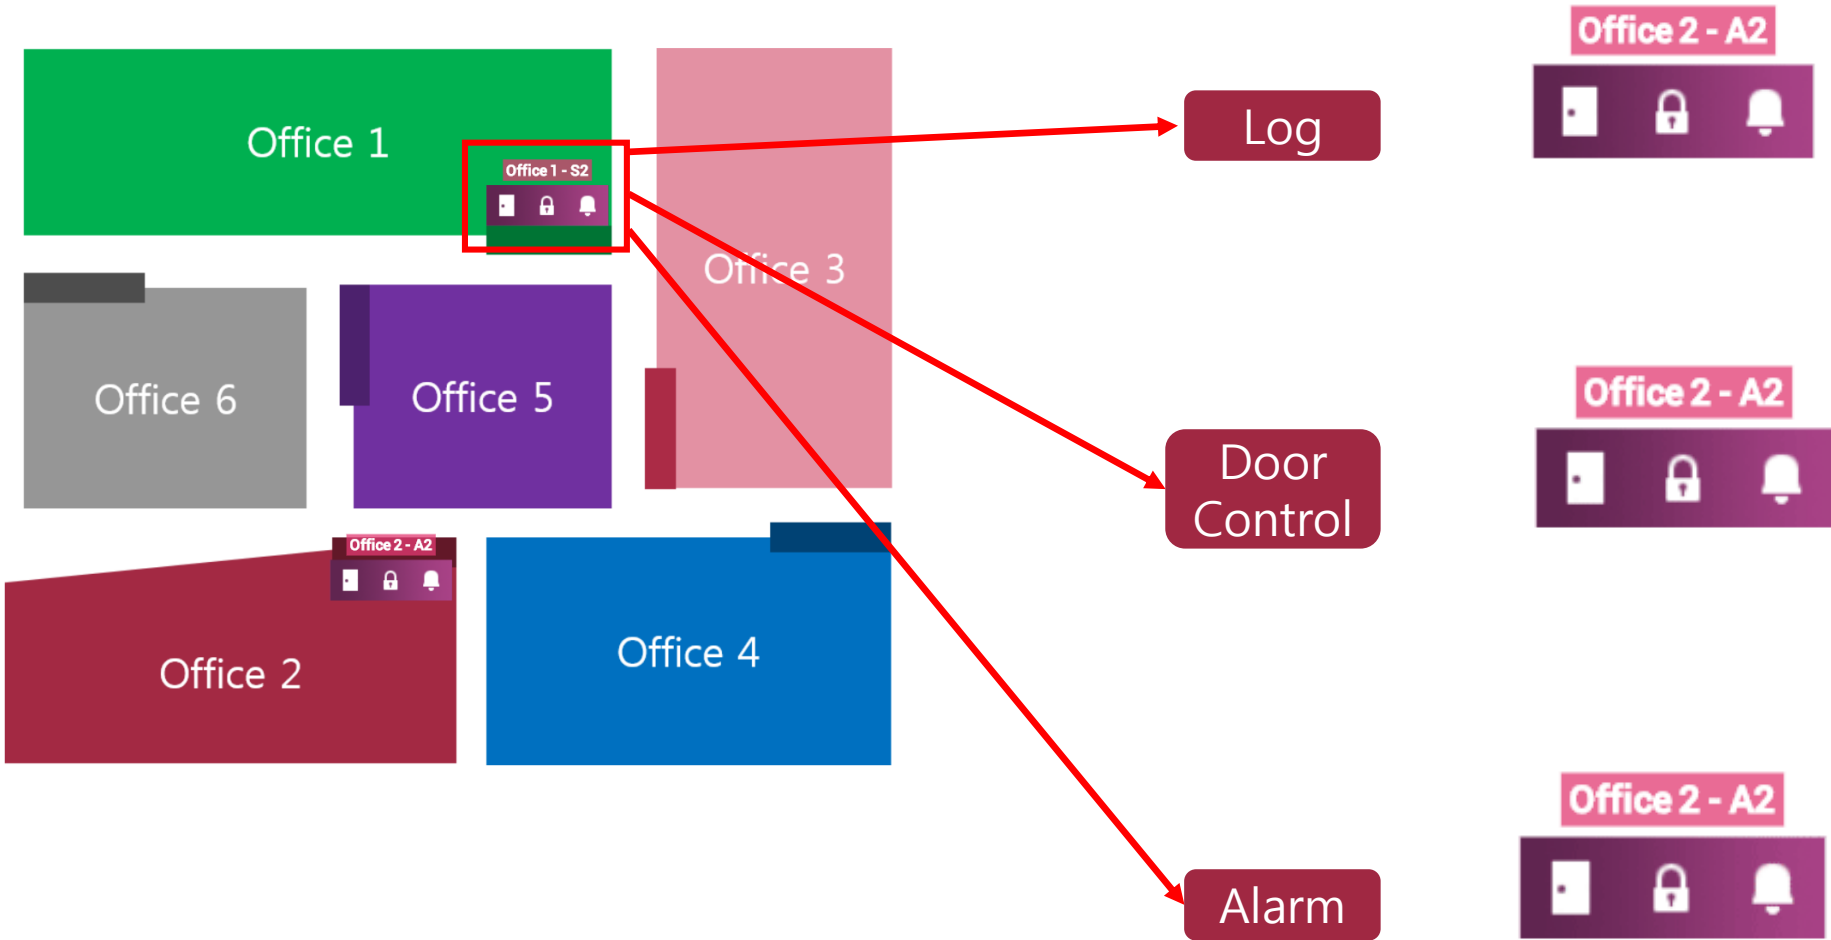 Office 1
Office 1 - S2
Office 3
Office 6
Office 5
Office 2 - A2
Office 2
Office 4
Log
Door
Control
Alarm
Office 2 - A2
Office 2 - A2
Office 2 - A2